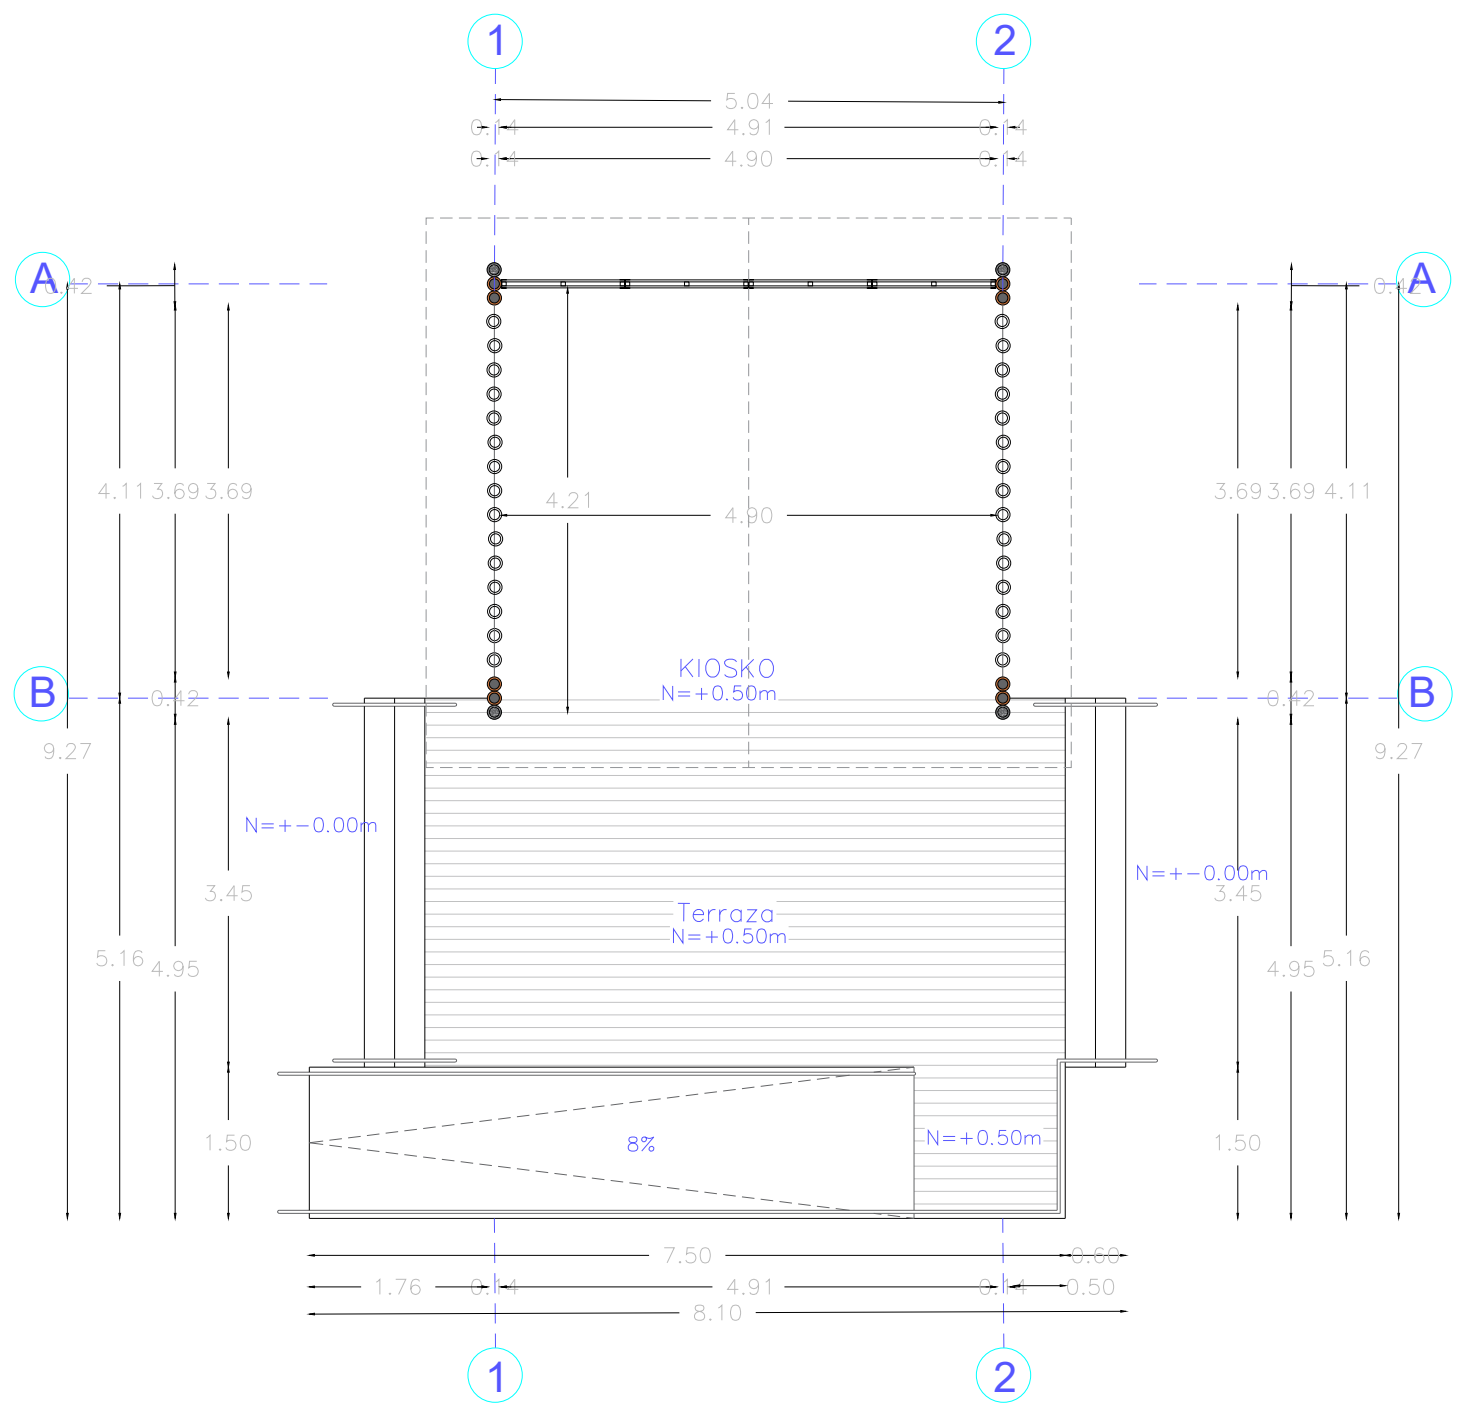 1 2
5.04
0.14 4.91 0.14
0.14 4.90 0.14
A 0.42 0.42 A
4.11 3.69 3.69 3.69 3.69 4.11
4.21
4.90
KIOSKO
N=+0.50m
B 0.42 0.42 B
9.27 9.27
N=+-0.00m
N=+-0.00m
3.45 3.45
Terraza
N=+0.50m
5.16 4.95 4.95 5.16
N=+0.50m
1.50 8% 1.50
7.50 0.60
1.76 0.14 4.91 0.14 0.50
8.10
1 2